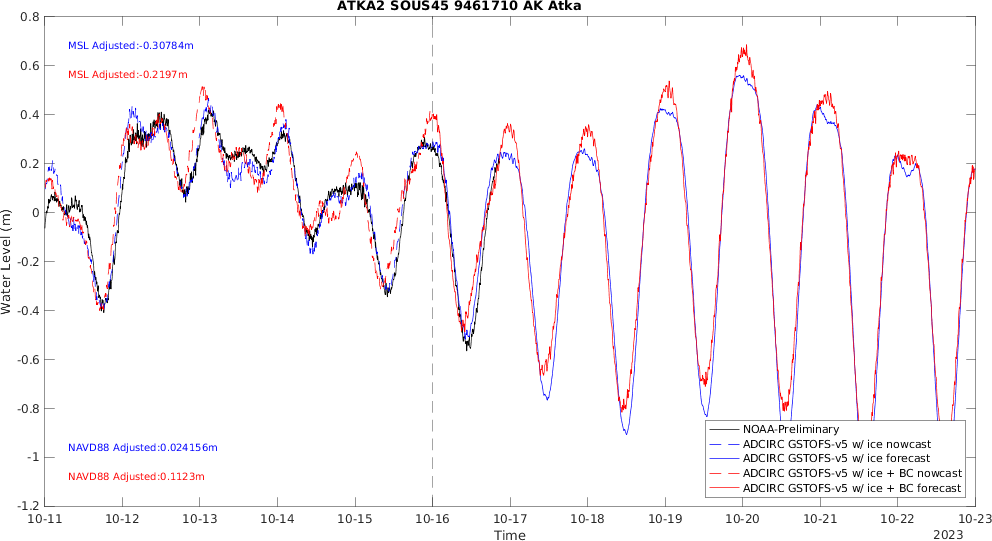 ATKA2 SOUS45 9461710 AK Atka
0.8
0.6
0.4
0.2
0
-0.2
-0.4
-0.6
-0.8
-1
-1.2
Water Level (m)
MSL Adjusted:-0.30784m
MSL Adjusted:-0.2197m
NAVD88 Adjusted:0.024156m
NAVD88 Adjusted:0.1123m
NOAA-Preliminary
ADCIRC GSTOFS-v5 w/ ice nowcast
ADCIRC GSTOFS-v5 w/ ice forecast
ADCIRC GSTOFS-v5 w/ ice + BC nowcast
ADCIRC GSTOFS-v5 w/ ice + BC forecast
10-11 10-12 10-13 10-14 10-15 10-16 10-17 10-18 10-19 10-20 10-21 10-22 10-23
Time
2023